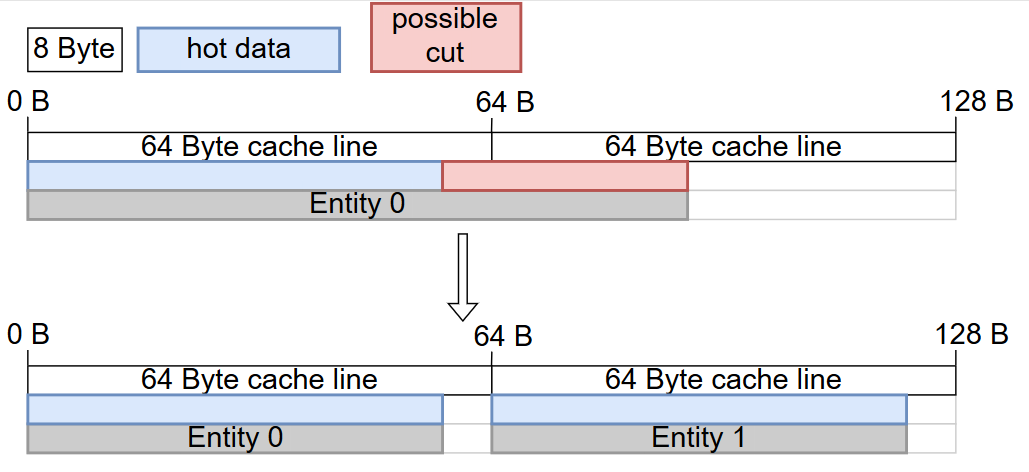 8 Byte
hot data
possible
cut
0 B
64 B
128 B
64 Byte cache line
64 Byte cache line
Entity 0
0 B
64 B
128 B
64 Byte cache line
64 Byte cache line
Entity 0
Entity 1